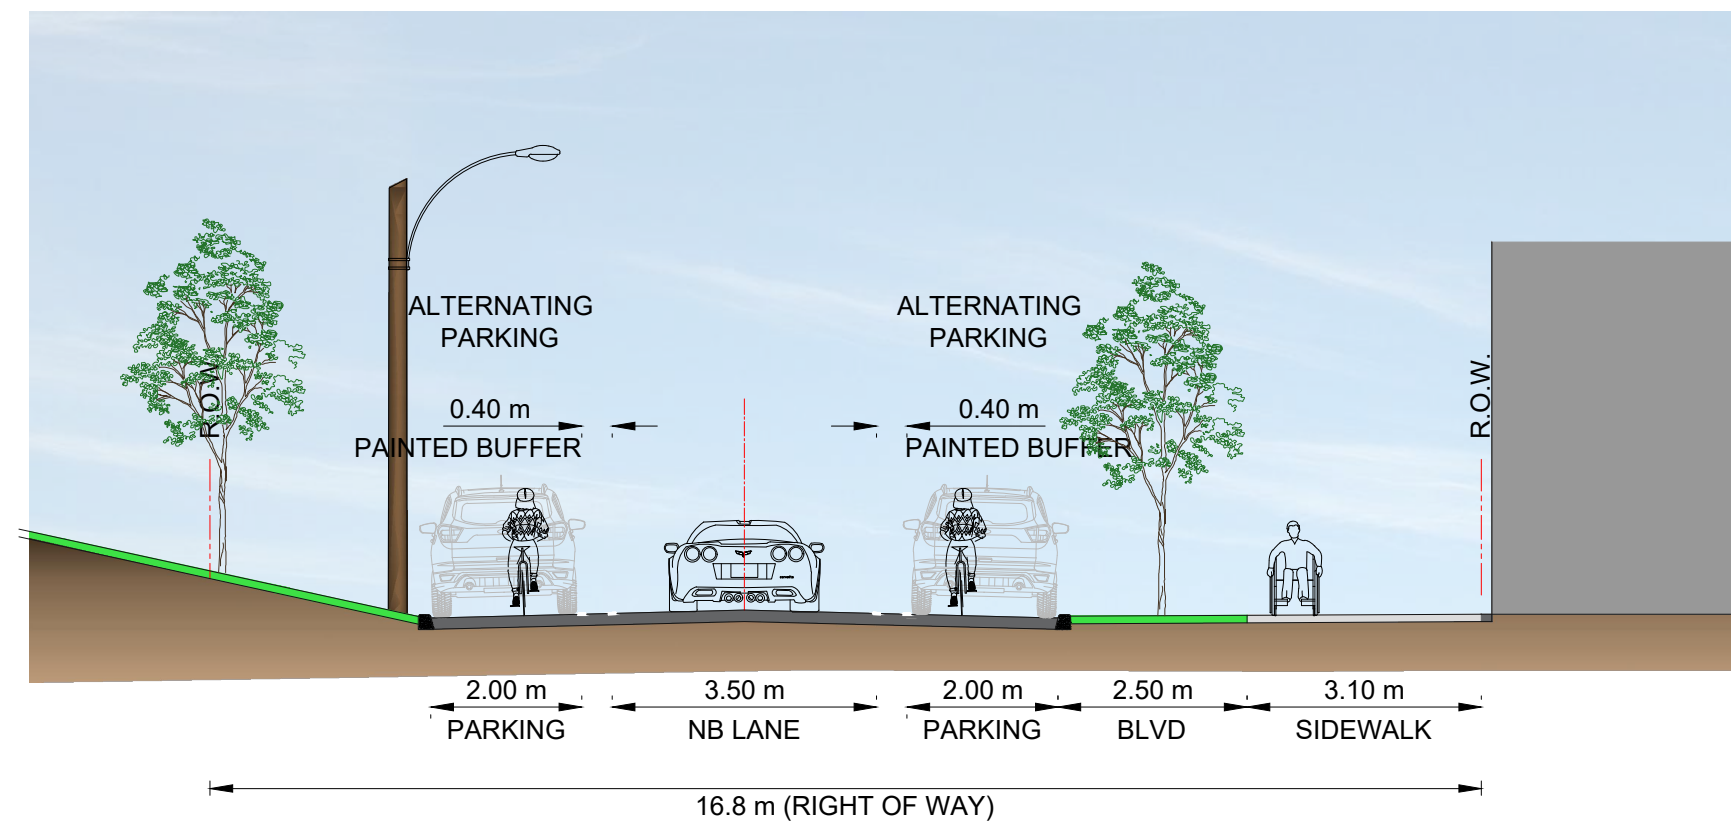 ALTERNATING
PARKING
ALTERNATING
PARKING
R.O.W.
R.O.W.
0.40 m
PAINTED BUFFER
0.40 m
PAINTED BUFFER
2.00 m
PARKING
3.50 m
NB LANE
2.00 m
PARKING
2.50 m
BLVD
3.10 m
SIDEWALK
16.8 m (RIGHT OF WAY)